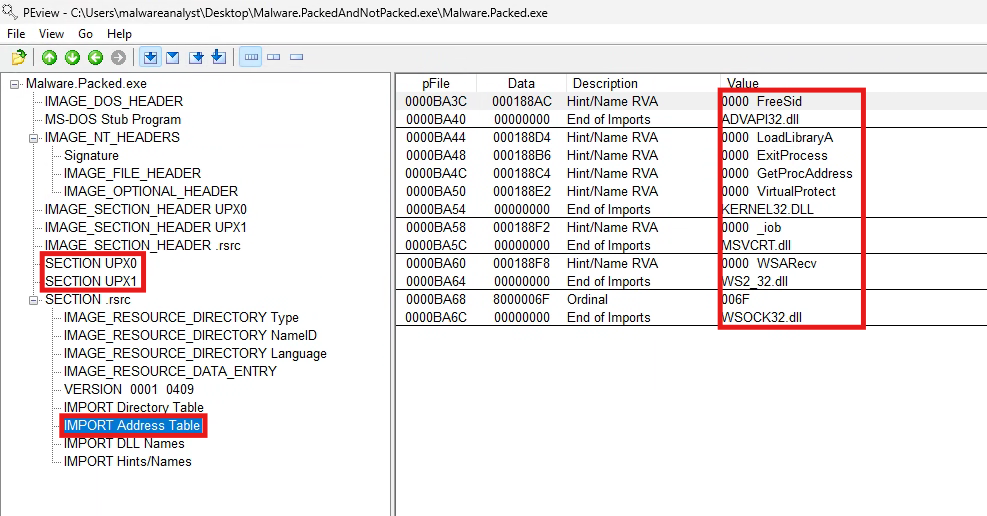 PEview - C:\Users\malwareanalyst\Desktop\Malware.PackedAndNotPacked.exe\Malware.Packed.exe
File View Go Help
Malware.Packed.exe
IMAGE_DOS_HEADER
MS-DOS Stub Program
IMAGE_NT_HEADERS
Signature
IMAGE_FILE_HEADER
IMAGE_OPTIONAL_HEADER
IMAGE_SECTION_HEADER UPX0
IMAGE_SECTION_HEADER UPX1
IMAGE_SECTION_HEADER .rsrc
SECTION UPX0
SECTION UPX1
SECTION .rsrc
IMAGE_RESOURCE_DIRECTORY Type
IMAGE_RESOURCE_DIRECTORY NameID
IMAGE_RESOURCE_DIRECTORY Language
IMAGE_RESOURCE_DATA_ENTRY
VERSION 0001 0409
IMPORT Directory Table
IMPORT Address Table
IMPORT DLL Names
IMPORT Hints/Names
pFile Data Description Value
0000BA3C 000188AC Hint/Name RVA 0000 FreeSid
0000BA40 00000000 End of Imports ADVAPI32.dll
0000BA44 000188D4 Hint/Name RVA 0000 LoadLibraryA
0000BA48 000188B6 Hint/Name RVA 0000 ExitProcess
0000BA4C 000188C4 Hint/Name RVA 0000 GetProcAddress
0000BA50 000188E2 Hint/Name RVA 0000 VirtualProtect
0000BA54 00000000 End of Imports KERNEL32.DLL
0000BA58 000188F2 Hint/Name RVA 0000 _iob
0000BA5C 00000000 End of Imports MSVCRT.dll
0000BA60 000188F8 Hint/Name RVA 0000 WSARecv
0000BA64 00000000 End of Imports WS2_32.dll
0000BA68 8000006F Ordinal 006F
0000BA6C 00000000 End of Imports WSOCK32.dll